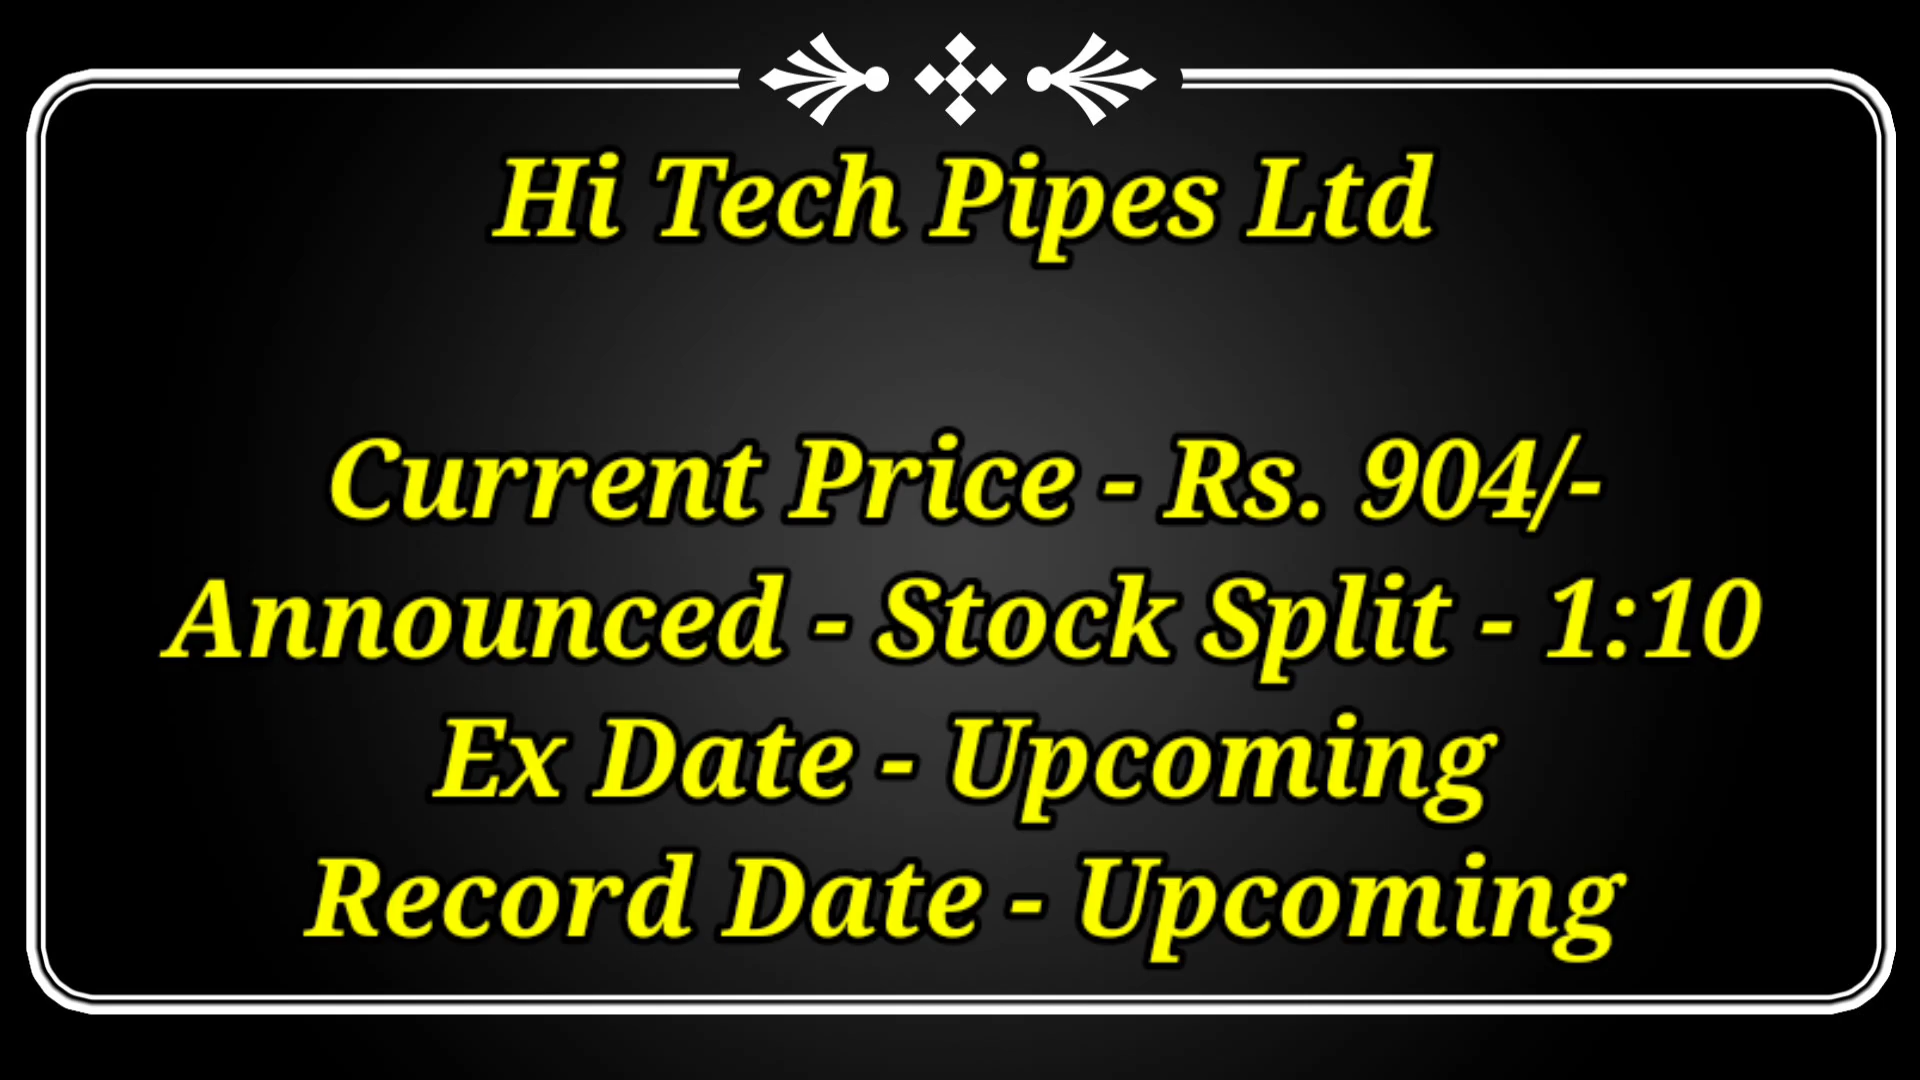 Hi Tech Pipes Ltd
Current Price - Rs. 904/-
Announced - Stock Split - 1:10
Ex Date - Upcoming
Record Date - Upcoming